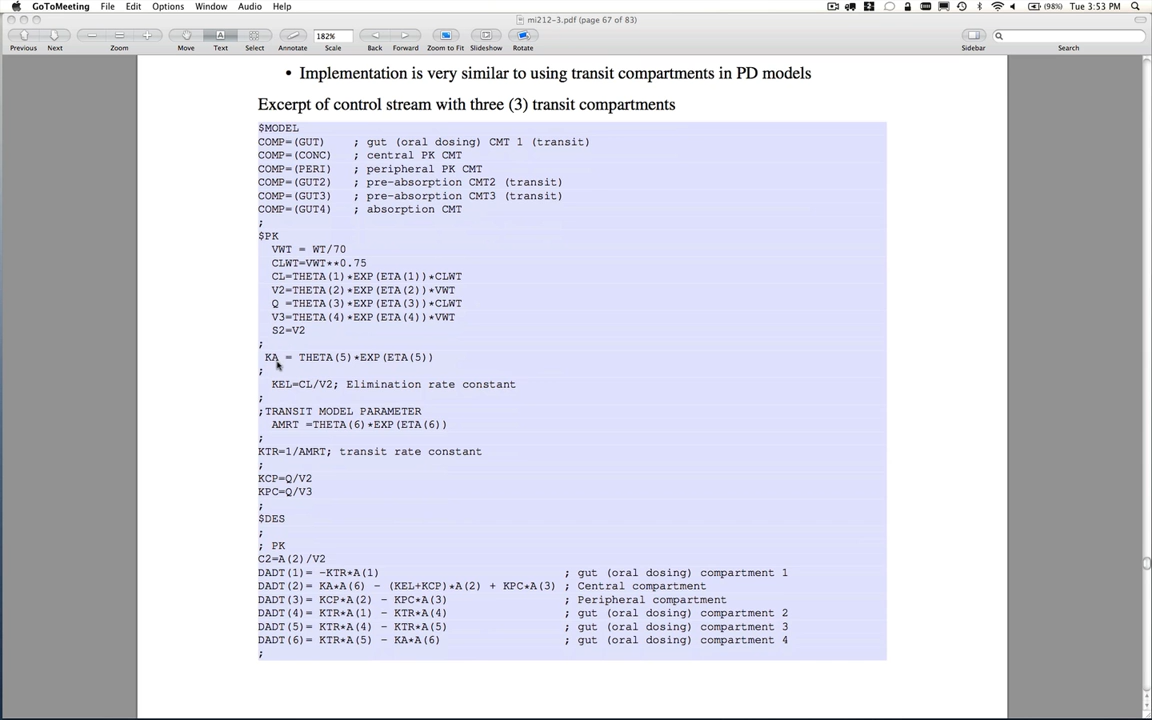 GoToMeeting File Edit Options Window Audio Help (98%) Tue 3:53 PM
mi212-3.pdf (page 67 of 83)
182%
Previous Next Zoom Move Text Select Annotate Scale Back Forward Zoom to Fit Slideshow Rotate Sidebar Search
• Implementation is very similar to using transit compartments in PD models
Excerpt of control stream with three (3) transit compartments
$MODEL
COMP=(GUT) ; gut (oral dosing) CMT 1 (transit)
COMP=(CONC) ; central PK CMT
COMP=(PERI) ; peripheral PK CMT
COMP=(GUT2) ; pre-absorption CMT2 (transit)
COMP=(GUT3) ; pre-absorption CMT3 (transit)
COMP=(GUT4) ; absorption CMT
;
$PK
VWT = WT/70
CLWT=VWT**0.75
CL=THETA(1)*EXP(ETA(1))*CLWT
V2=THETA(2)*EXP(ETA(2))*VWT
Q =THETA(3)*EXP(ETA(3))*CLWT
V3=THETA(4)*EXP(ETA(4))*VWT
S2=V2
;
KA = THETA(5)*EXP(ETA(5))
;
KEL=CL/V2; Elimination rate constant
;
;TRANSIT MODEL PARAMETER
AMRT =THETA(6)*EXP(ETA(6))
;
KTR=1/AMRT; transit rate constant
;
KCP=Q/V2
KPC=Q/V3
;
$DES
;
; PK
C2=A(2)/V2
DADT(1)= -KTR*A(1) ; gut (oral dosing) compartment 1
DADT(2)= KA*A(6) - (KEL+KCP)*A(2) + KPC*A(3) ; Central compartment
DADT(3)= KCP*A(2) - KPC*A(3) ; Peripheral compartment
DADT(4)= KTR*A(1) - KTR*A(4) ; gut (oral dosing) compartment 2
DADT(5)= KTR*A(4) - KTR*A(5) ; gut (oral dosing) compartment 3
DADT(6)= KTR*A(5) - KA*A(6) ; gut (oral dosing) compartment 4
;